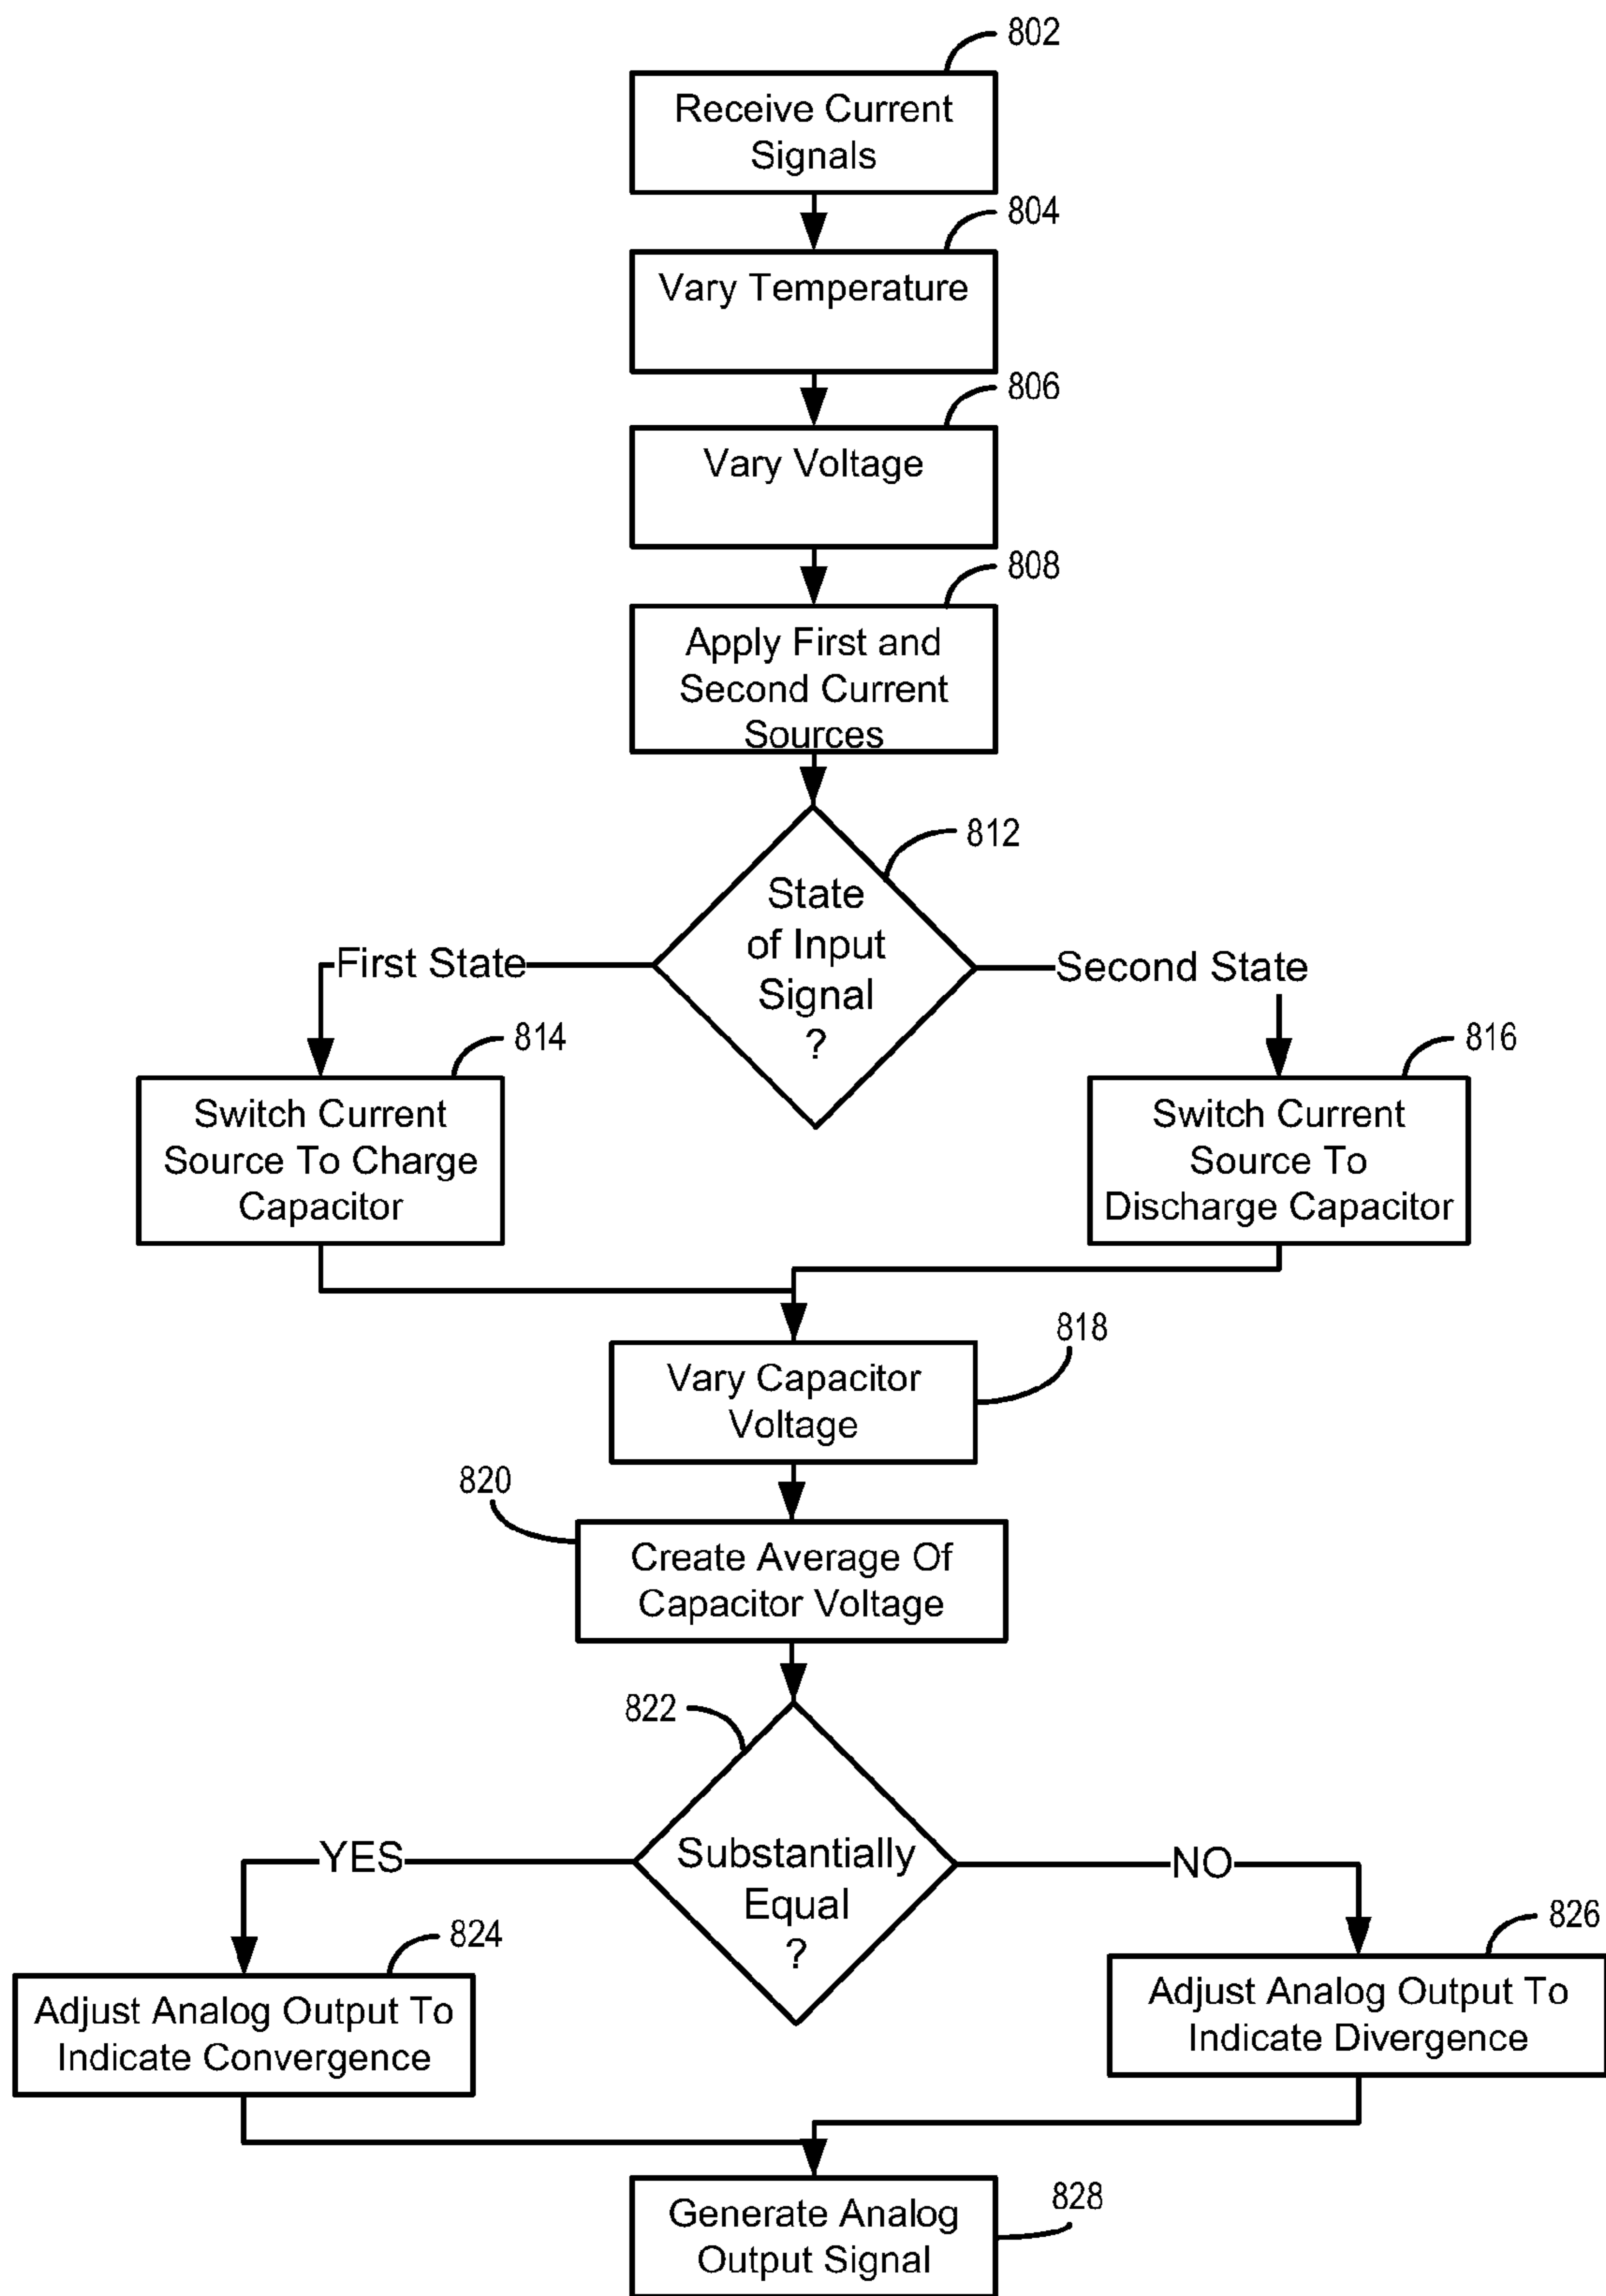 802
Receive Current
Signals
804
Vary Temperature
806
Vary Voltage
808
Apply First and
Second Current
Sources
812
State
of Input
Signal
?
First State
Second State
814
Switch Current
Source To Charge
Capacitor
816
Switch Current
Source To
Discharge Capacitor
818
Vary Capacitor
Voltage
820
Create Average Of
Capacitor Voltage
822
Substantially
Equal
?
YES
NO
824
Adjust Analog Output To
Indicate Convergence
826
Adjust Analog Output To
Indicate Divergence
828
Generate Analog
Output Signal